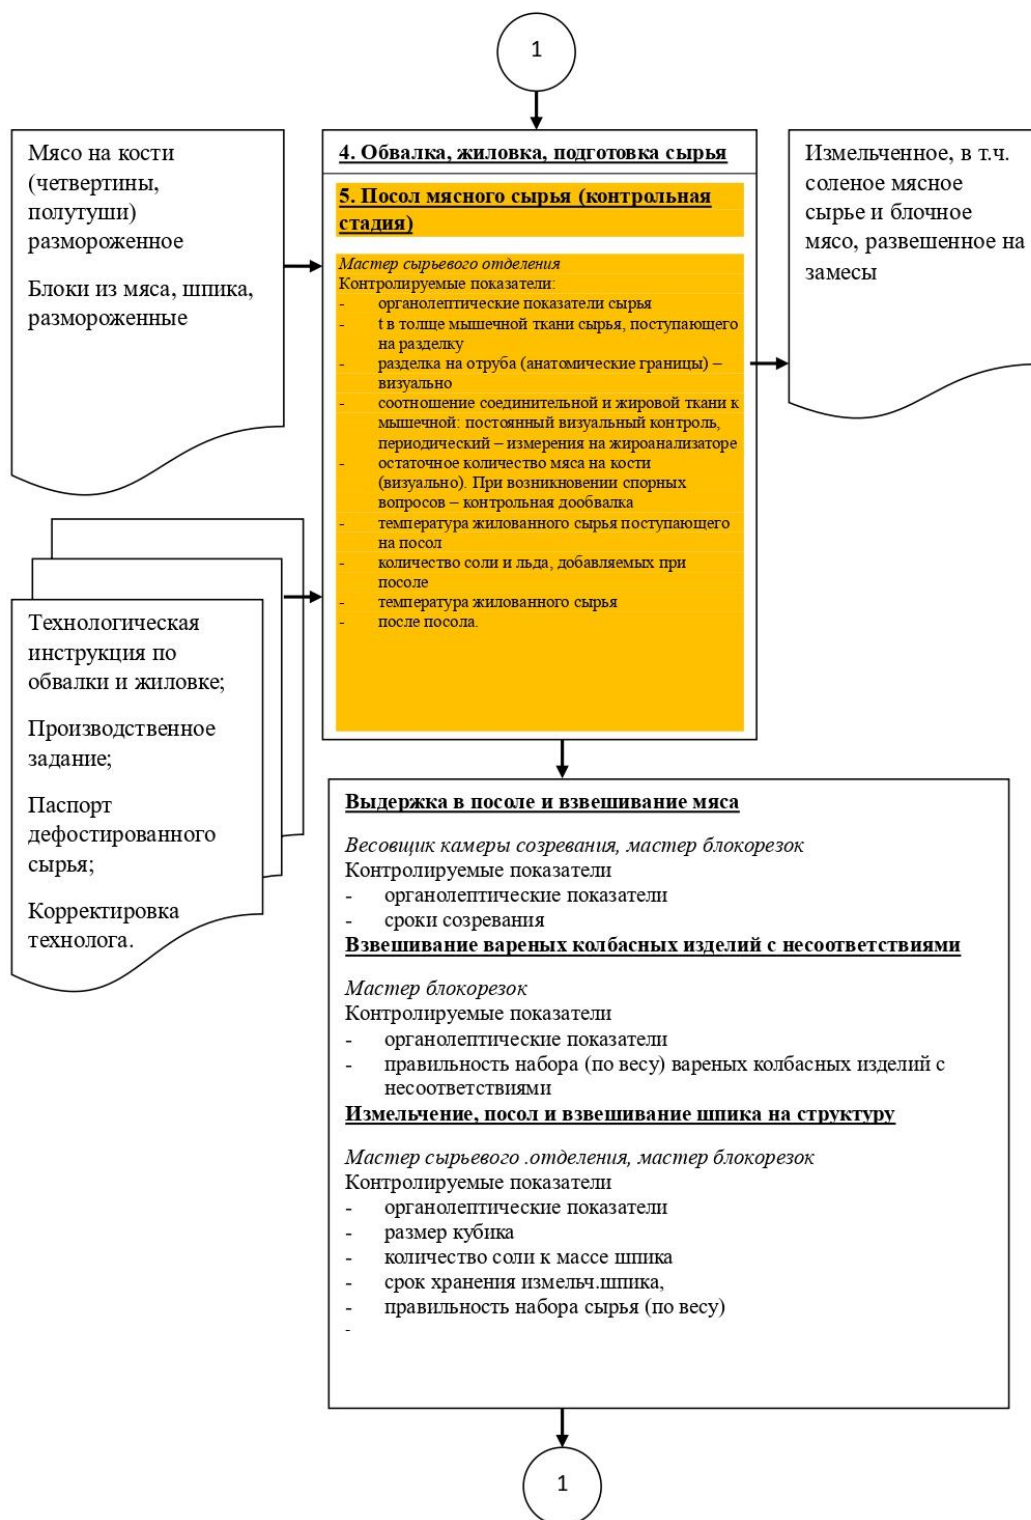 1
Мясо на кости
(четвертины,
полутуши)
размороженное
Блоки из мяса, шпика,
размороженные
4. Обвалка, жиловка, подготовка сырья
5. Посол мясного сырья (контрольная
стадия)
Мастер сырьевого отделения
Контролируемые показатели:
- органолептические показатели сырья
- t в толще мышечной ткани сырья, поступающего
на разделку
- разделка на отруба (анатомические границы) –
визуально
- соотношение соединительной и жировой ткани к
мышечной: постоянный визуальный контроль,
периодический – измерения на жироанализаторе
- остаточное количество мяса на кости
(визуально). При возникновении спорных
вопросов – контрольная дообвалка
- температура жилованного сырья поступающего
на посол
- количество соли и льда, добавляемых при
посоле
- температура жилованного сырья
- после посола.
Измельченное, в т.ч.
соленое мясное
сырье и блочное
мясо, развешенное на
замесы
Технологическая
инструкция по
обвалки и жиловке;
Производственное
задание;
Паспорт
дефостированного
сырья;
Корректировка
технолога.
Выдержка в посоле и взвешивание мяса
Весовщик камеры созревания, мастер блокорезок
Контролируемые показатели
- органолептические показатели
- сроки созревания
Взвешивание вареных колбасных изделий с несоответствиями
Мастер блокорезок
Контролируемые показатели
- органолептические показатели
- правильность набора (по весу) вареных колбасных изделий с
несоответствиями
Измельчение, посол и взвешивание шпика на структуру
Мастер сырьевого .отделения, мастер блокорезок
Контролируемые показатели
- органолептические показатели
- размер кубика
- количество соли к массе шпика
- срок хранения измельч.шпика,
- правильность набора сырья (по весу)
-
1